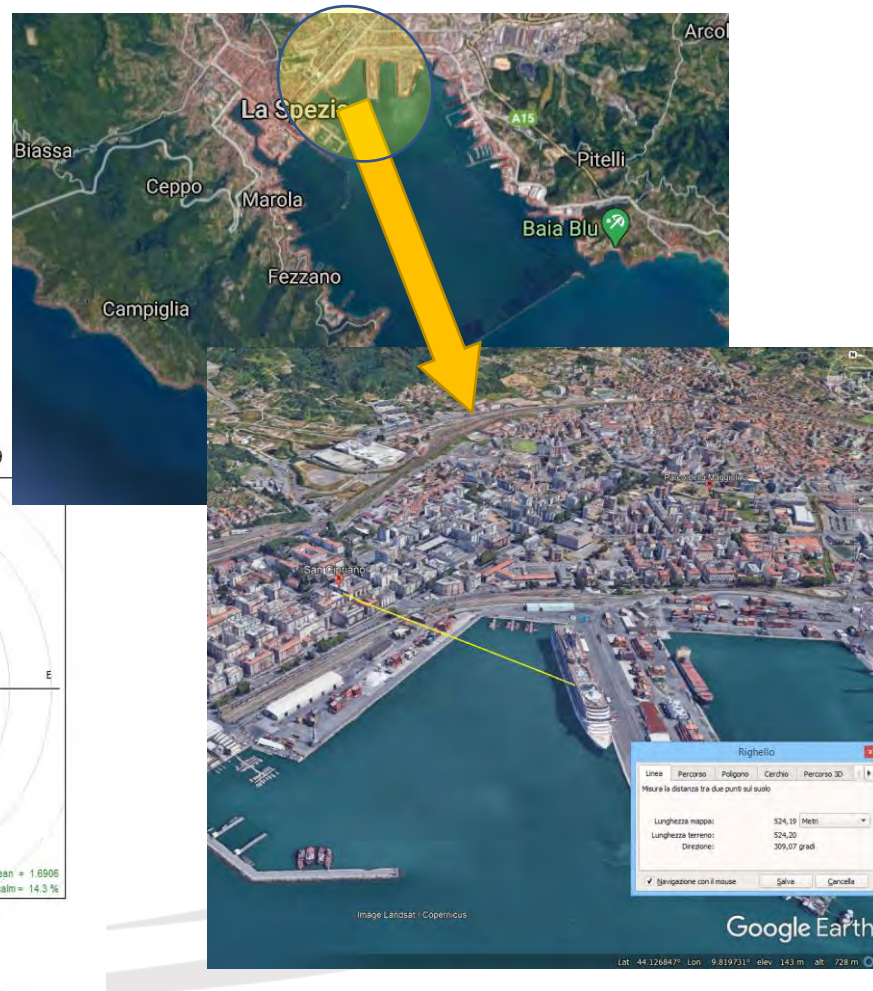 Arcol
La Spezia
A15
Biassa
Pitelli
Ceppo
Marola
Baia Blu
Fezzano
Campiglia
N
San Cipriano
E
Righello
Linea Percorso Poligono Cerchio Percorso 3D
Misura la distanza tra due punti sul suolo
Lunghezza mappa: 524,19 Metri
Lunghezza terreno: 524,20
Direzione: 309,07 gradi
Navigazione con il mouse Salva Cancella
ean = 1.6906
alm = 14.3 %
Image Landsat / Copernicus
Google Earth
Lat 44.126847° Lon 9.819731° elev 143 m alt 728 m